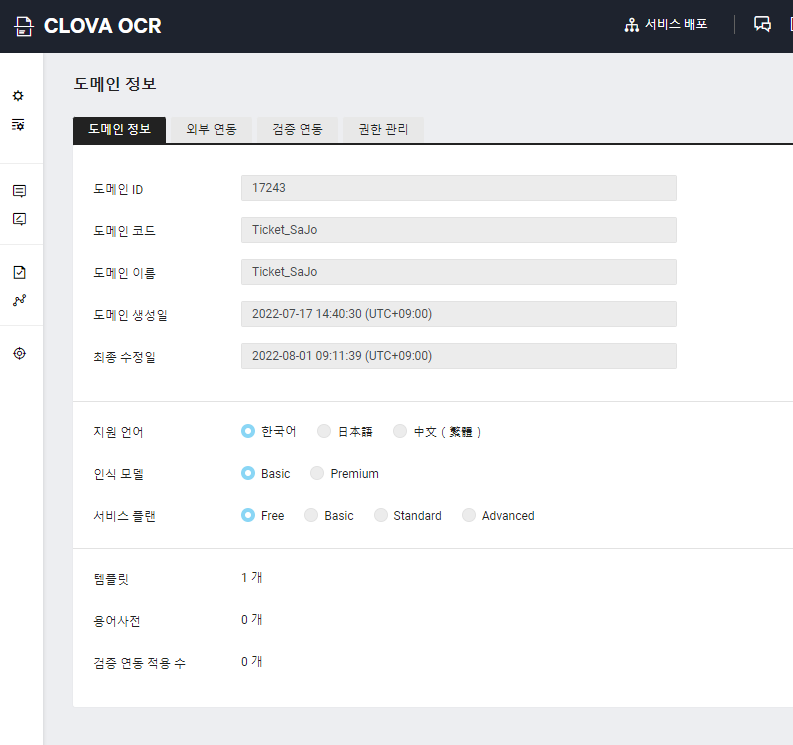 CLOVA OCR
서비스 배포
도메인 정보
도메인 정보 외부 연동 검증 연동 권한 관리
도메인 ID 17243
도메인 코드 Ticket_SaJo
도메인 이름 Ticket_SaJo
도메인 생성일 2022-07-17 14:40:30 (UTC+09:00)
최종 수정일 2022-08-01 09:11:39 (UTC+09:00)
지원 언어 한국어 日本語 中文 ( 繁體 )
인식 모델 Basic Premium
서비스 플랜 Free Basic Standard Advanced
템플릿 1 개
용어사전 0 개
검증 연동 적용 수 0 개